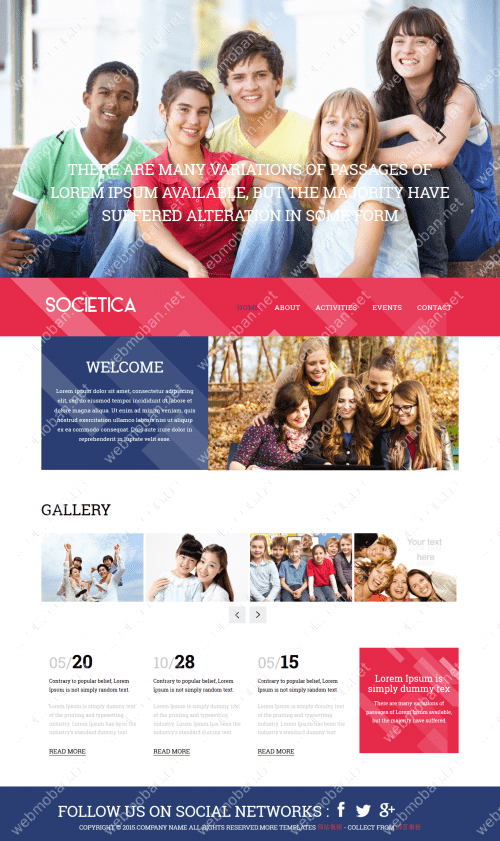 THERE ARE MANY VARIATIONS OF PASSAGES OF
LOREM IPSUM AVAILABLE, BUT THE MAJORITY HAVE
SUFFERED ALTERATION IN SOME FORM
SOCIETICA
HOME ABOUT ACTIVITIES EVENTS CONTACT
WELCOME
Lorem ipsum dolor sit amet, consectetur adipiscing
elit, sed do eiusmod tempor incididunt ut labore et
dolore magna aliqua. Ut enim ad minim veniam, quis
nostrud exercitation ullamco laboris nisi ut aliquip
ex ea commodo consequat. Duis aute irure dolor in
reprehenderit in luptate velit esse.
GALLERY
Your text
here
05/20
Contrary to popular belief, Lorem
Ipsum is not simply random text.
Lorem Ipsum is simply dummy text
of the printing and typesetting
industry. Lorem Ipsum has been the
industry's standard dummy text
READ MORE
10/28
Contrary to popular belief, Lorem
Ipsum is not simply random text.
Lorem Ipsum is simply dummy text
of the printing and typesetting
industry. Lorem Ipsum has been the
industry's standard dummy text
READ MORE
05/15
Contrary to popular belief, Lorem
Ipsum is not simply random text.
Lorem Ipsum is simply dummy text
of the printing and typesetting
industry. Lorem Ipsum has been the
industry's standard dummy text
READ MORE
Lorem Ipsum is
simply dummy tex
There are many variations of
passages of Lorem Ipsum available,
but the majority have suffered
FOLLOW US ON SOCIAL NETWORKS : f g+
COPYRIGHT © 2015.COMPANY NAME ALL RIGHTS RESERVED.MORE TEMPLATES - COLLECT FROM
webmoban.net